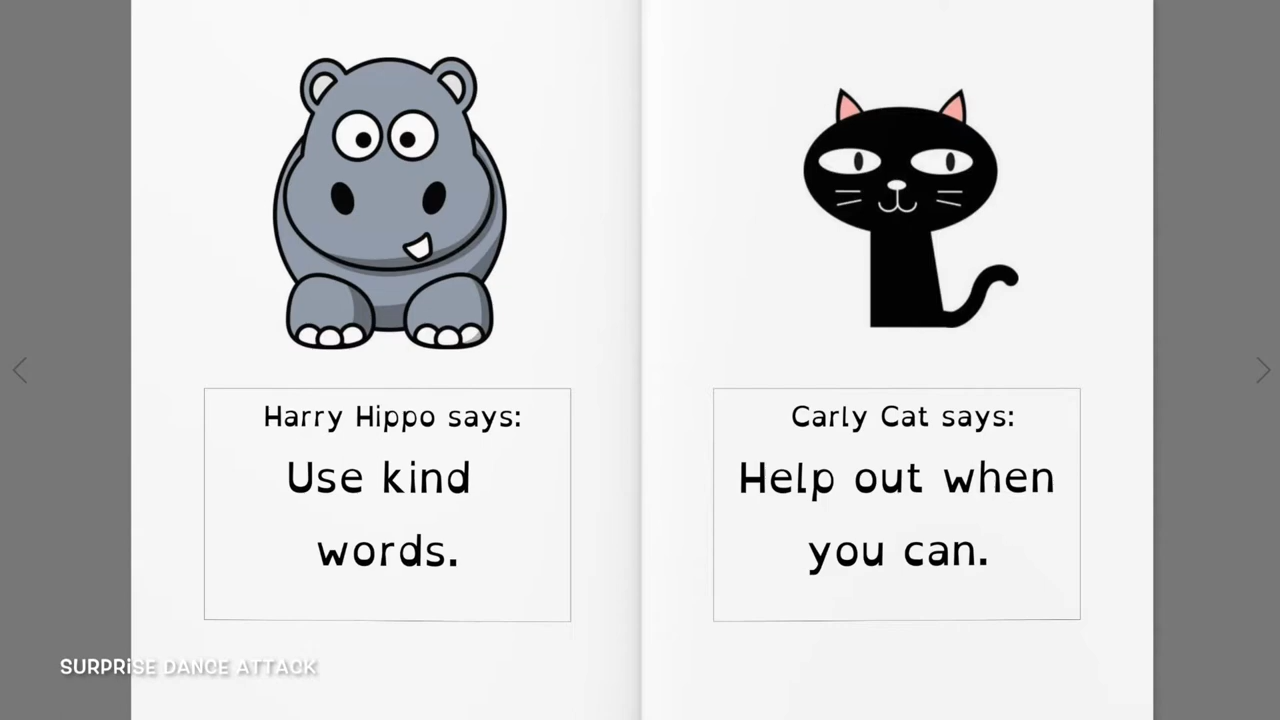 Harry Hippo says:
Use kind
words.
Carly Cat says:
Help out when
you can.
SURPRiSE DANCE ATTACK